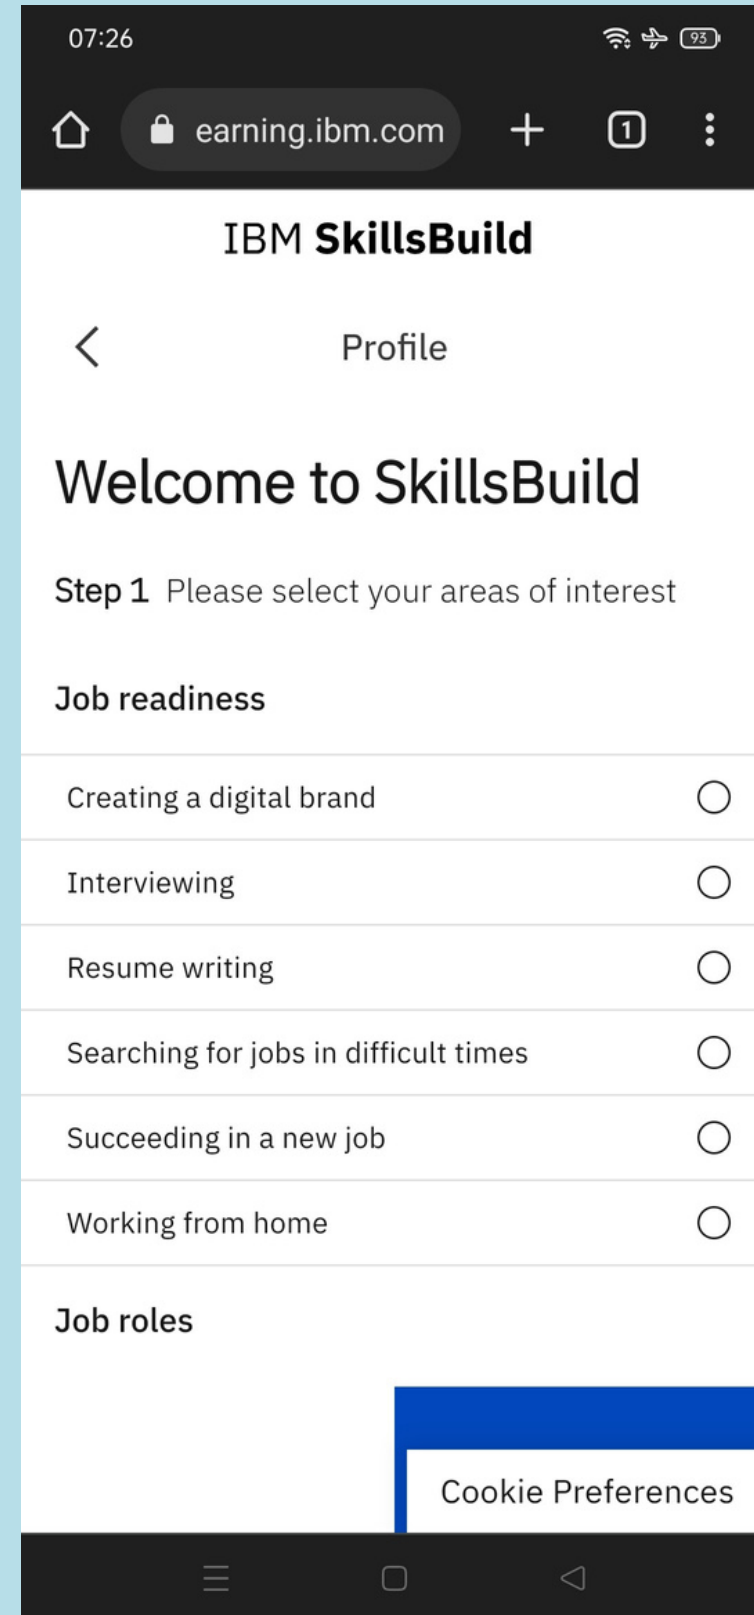 07:26
93
earning.ibm.com
1
IBM SkillsBuild
Profile
Welcome to SkillsBuild
Step 1 Please select your areas of interest
Job readiness
Creating a digital brand
Interviewing
Resume writing
Searching for jobs in difficult times
Succeeding in a new job
Working from home
Job roles
Cookie Preferences